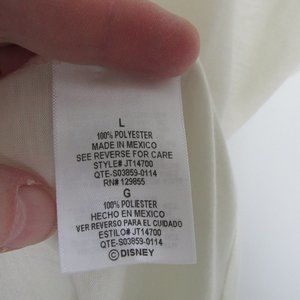 L
100% POLYESTER
MADE IN MEXICO
SEE REVERSE FOR CARE
STYLE# JT14700
QTE-S03859-0114
RN# 129855
G
100% POLIESTER
HECHO EN MEXICO
VER REVERSO PARA EL CUIDADO
ESTILO# JT14700
QTE-S03859-0114
©DISNEY